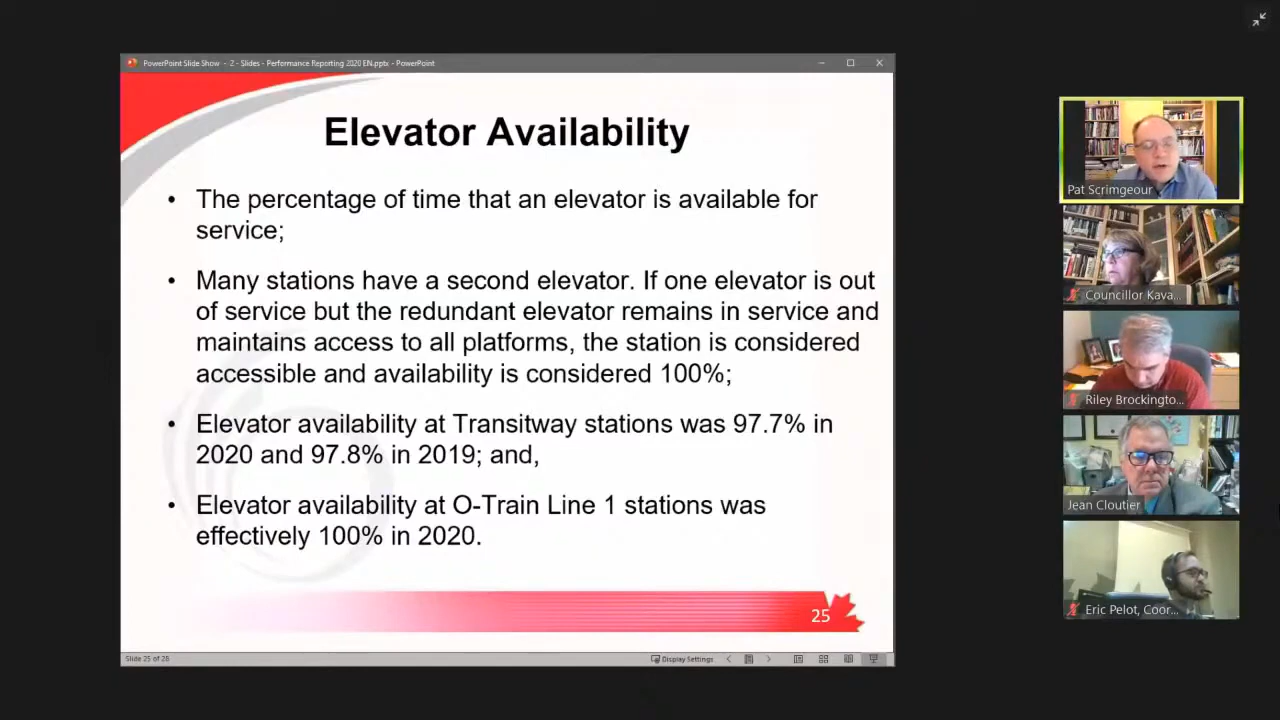 PowerPoint Slide Show - 2 - Slides - Performance Reporting 2020 EN.pptx - PowerPoint
Elevator Availability
• The percentage of time that an elevator is available for
service;
• Many stations have a second elevator. If one elevator is out
of service but the redundant elevator remains in service and
maintains access to all platforms, the station is considered
accessible and availability is considered 100%;
• Elevator availability at Transitway stations was 97.7% in
2020 and 97.8% in 2019; and,
• Elevator availability at O-Train Line 1 stations was
effectively 100% in 2020.
25
Slide 25 of 28
Display Settings
Pat Scrimgeour
Councillor Kava...
Riley Brockingto...
Jean Cloutier
Eric Pelot, Coor...